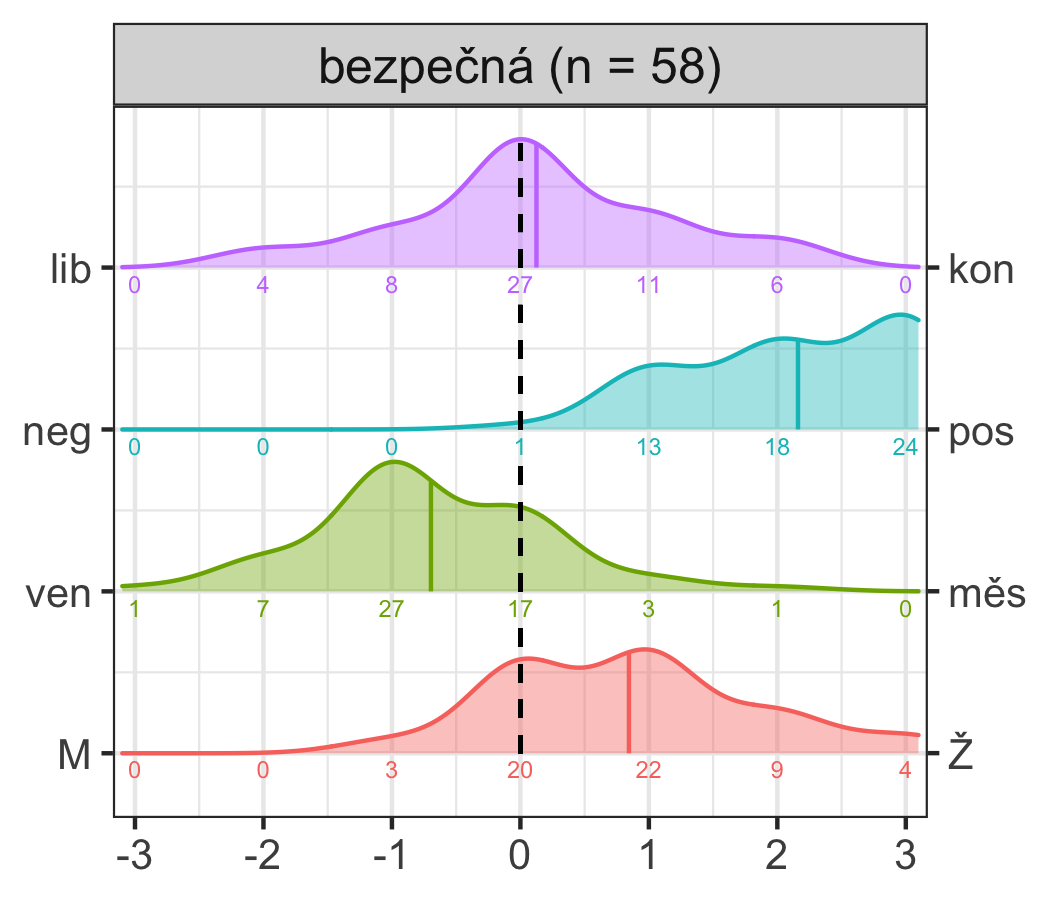 bezpečná (n = 58)
lib kon
0 4 8 27 11 6 0
neg pos
0 0 0 1 13 18 24
ven měs
1 7 27 17 3 1 0
M Ž
0 0 3 20 22 9 4
-3 -2 -1 0 1 2 3